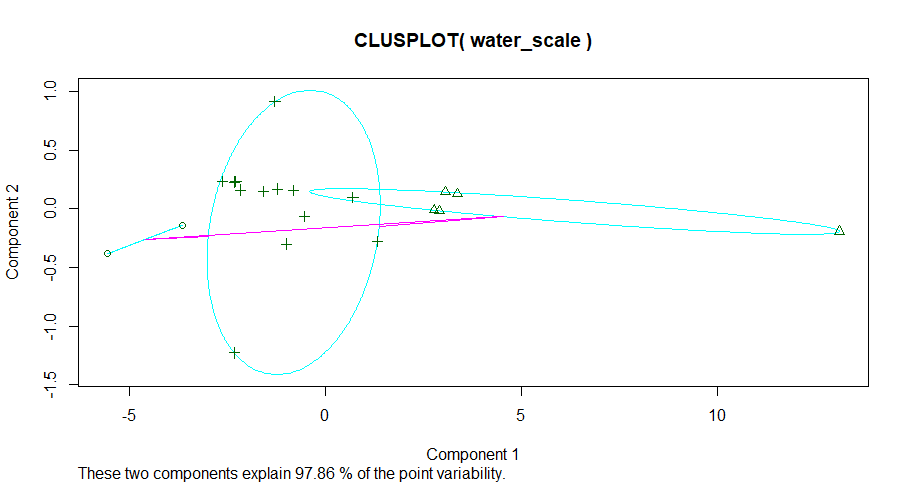 CLUSPLOT( water_scale )
1.0
0.5
0.0
-0.5
-1.0
-1.5
Component 2
-5
0
5
10
Component 1
These two components explain 97.86 % of the point variability.